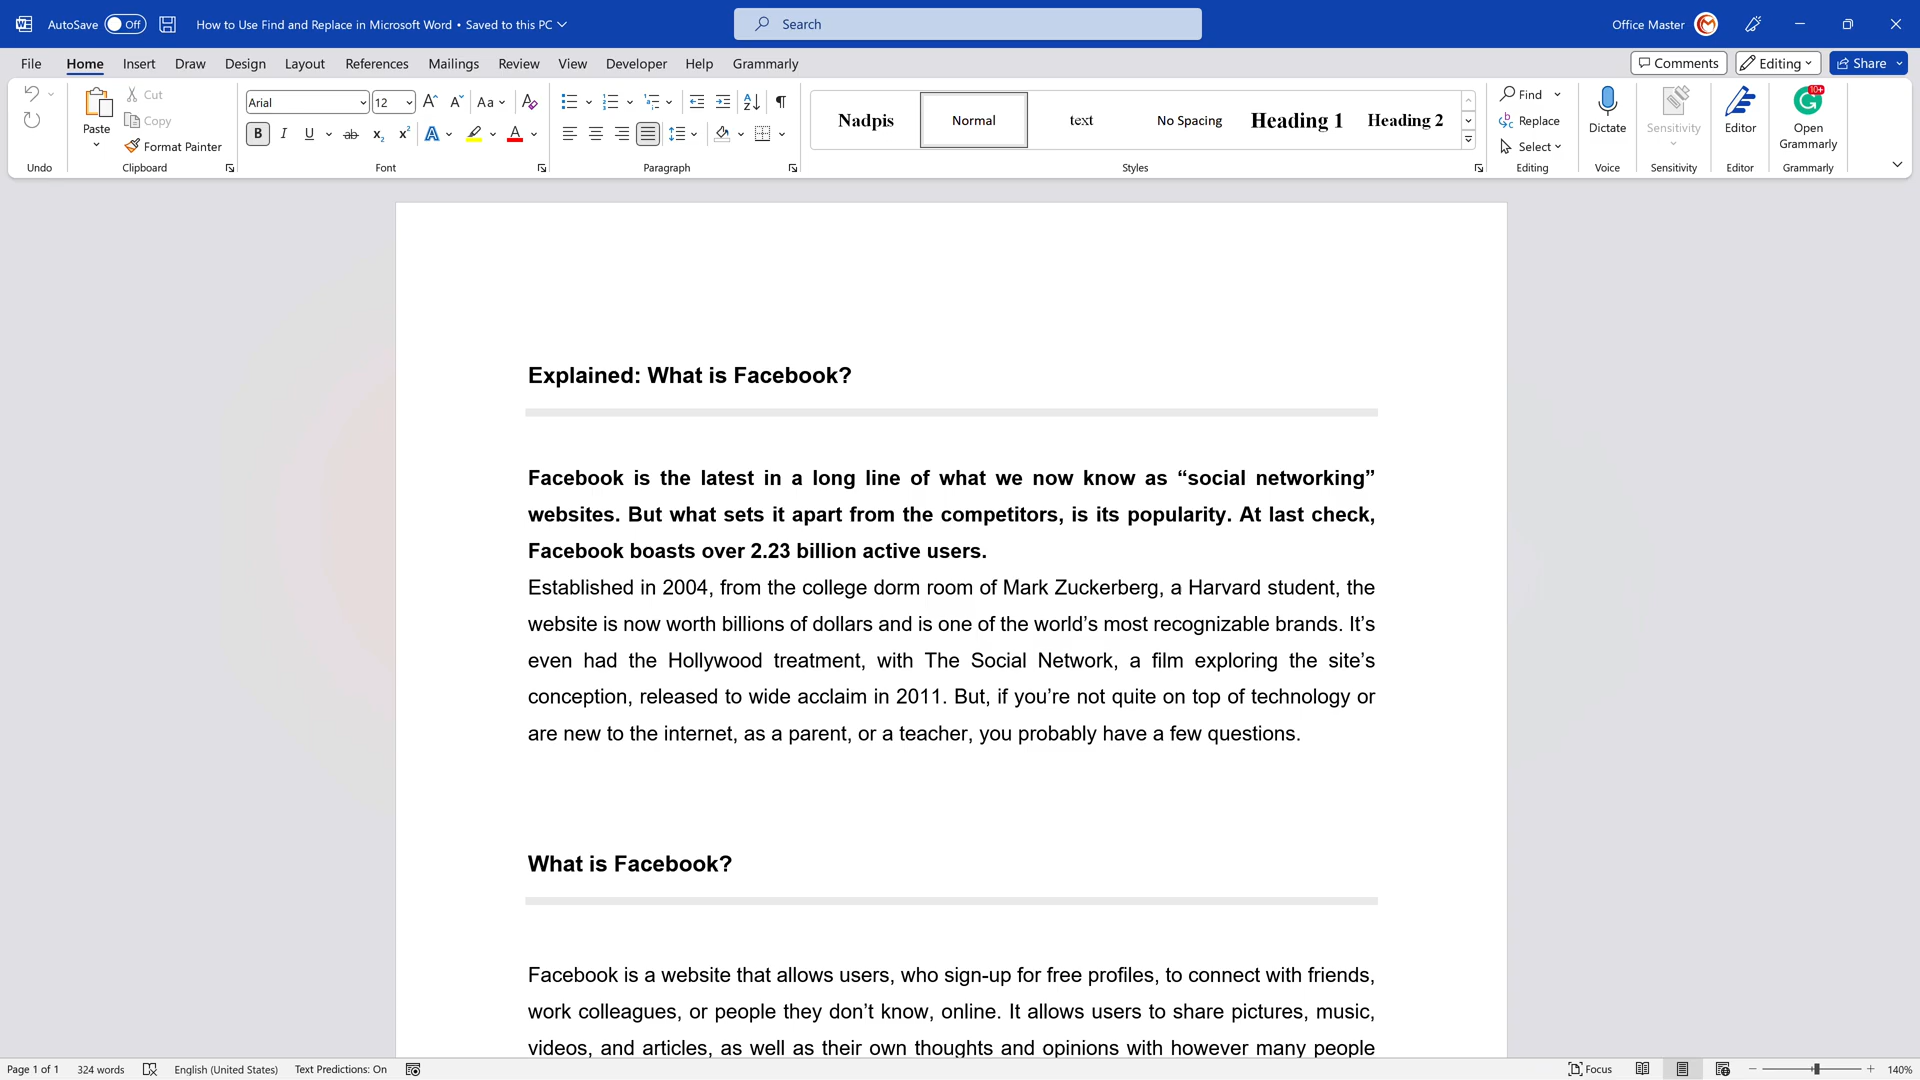 AutoSave Off How to Use Find and Replace in Microsoft Word • Saved to this PC Search Office Master
File Home Insert Draw Design Layout References Mailings Review View Developer Help Grammarly Comments Editing Share
Paste
Cut
Copy
Format Painter
Arial 12
Aa
B I U ab x₂ x² A A
Nadpis Normal text No Spacing Heading 1 Heading 2
Find
Replace
Select
Dictate
Sensitivity
Editor
10+
Open
Grammarly
Undo Clipboard Font Paragraph Styles Editing Voice Sensitivity Editor Grammarly
Explained: What is Facebook?
Facebook is the latest in a long line of what we now know as “social networking”
websites. But what sets it apart from the competitors, is its popularity. At last check,
Facebook boasts over 2.23 billion active users.
Established in 2004, from the college dorm room of Mark Zuckerberg, a Harvard student, the
website is now worth billions of dollars and is one of the world’s most recognizable brands. It’s
even had the Hollywood treatment, with The Social Network, a film exploring the site’s
conception, released to wide acclaim in 2011. But, if you’re not quite on top of technology or
are new to the internet, as a parent, or a teacher, you probably have a few questions.
What is Facebook?
Facebook is a website that allows users, who sign-up for free profiles, to connect with friends,
work colleagues, or people they don’t know, online. It allows users to share pictures, music,
videos, and articles, as well as their own thoughts and opinions with however many people
Page 1 of 1 324 words English (United States) Text Predictions: On Focus 140%